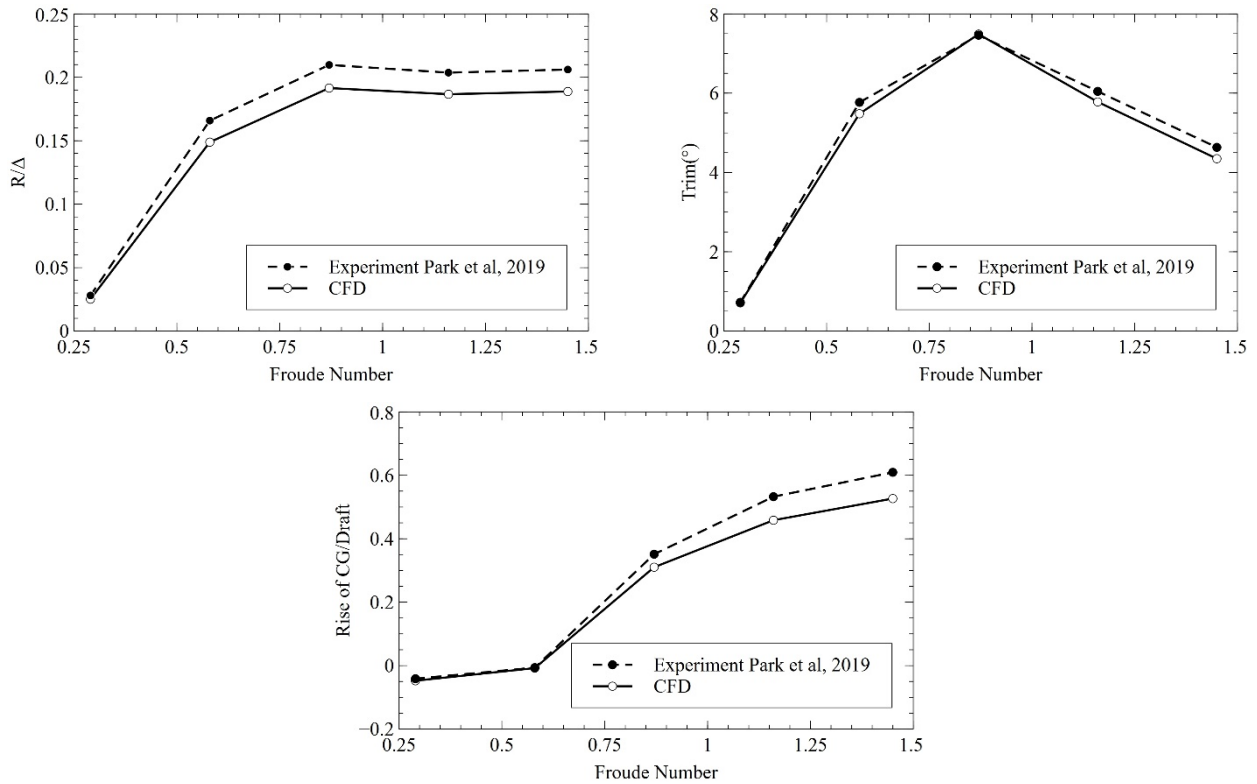 0.25
0.2
0.15
0.1
0.05
0
R/Δ
0.25 0.5 0.75 1 1.25 1.5
Froude Number
Experiment Park et al, 2019
CFD
8
6
4
2
0
Trim(°)
0.25 0.5 0.75 1 1.25 1.5
Froude Number
Experiment Park et al, 2019
CFD
0.8
0.6
0.4
0.2
0
−0.2
Rise of CG/Draft
0.25 0.5 0.75 1 1.25 1.5
Froude Number
Experiment Park et al, 2019
CFD